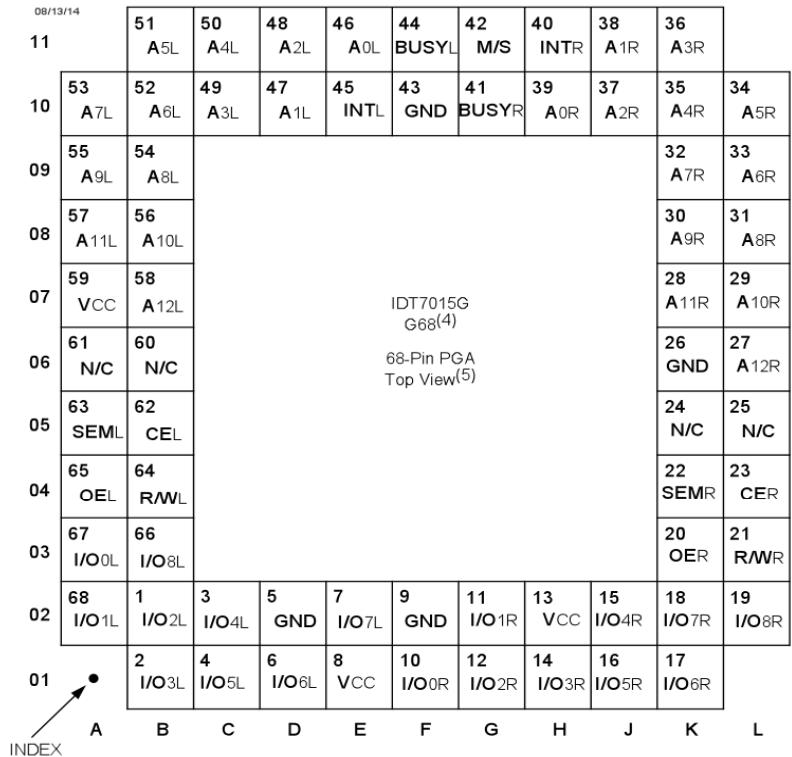 08/13/14
11 51 A5L 50 A4L 48 A2L 46 A0L 44 BUSYL 42 M/S 40 INTR 38 A1R 36 A3R
10 53 A7L 52 A6L 49 A3L 47 A1L 45 INTL 43 GND 41 BUSYR 39 A0R 37 A2R 35 A4R 34 A5R
09 55 A9L 54 A8L 32 A7R 33 A6R
08 57 A11L 56 A10L 30 A9R 31 A8R
07 59 VCC 58 A12L 28 A11R 29 A10R
IDT7015G
G68(4)
06 61 N/C 60 N/C 26 GND 27 A12R
68-Pin PGA
Top View(5)
05 63 SEML 62 CEL 24 N/C 25 N/C
04 65 OEL 64 R/WL 22 SEMR 23 CER
03 67 I/O0L 66 I/O8L 20 OER 21 R/WR
02 68 I/O1L 1 I/O2L 3 I/O4L 5 GND 7 I/O7L 9 GND 11 I/O1R 13 VCC 15 I/O4R 18 I/O7R 19 I/O8R
01 2 I/O3L 4 I/O5L 6 I/O6L 8 VCC 10 I/O0R 12 I/O2R 14 I/O3R 16 I/O5R 17 I/O6R
A B C D E F G H J K L
INDEX